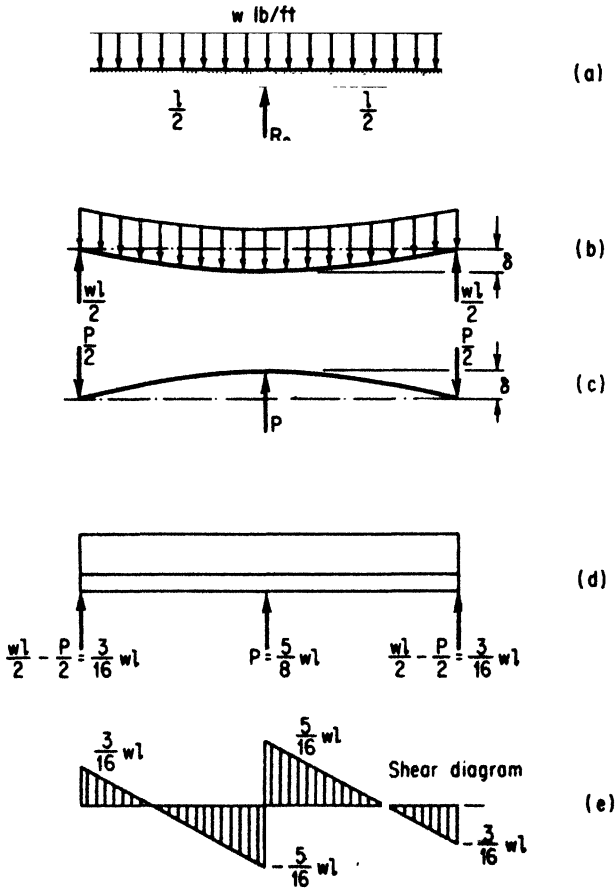 w lb/ft
(a)
l/2 l/2
(b)
δ
wl/2 wl/2
P/2 P/2
δ
(c)
P
(d)
wl/2 - P/2 = 3/16 wl P = 5/8 wl wl/2 - P/2 = 3/16 wl
3/16 wl 5/16 wl
Shear diagram
(e)
- 5/16 wl - 3/16 wl